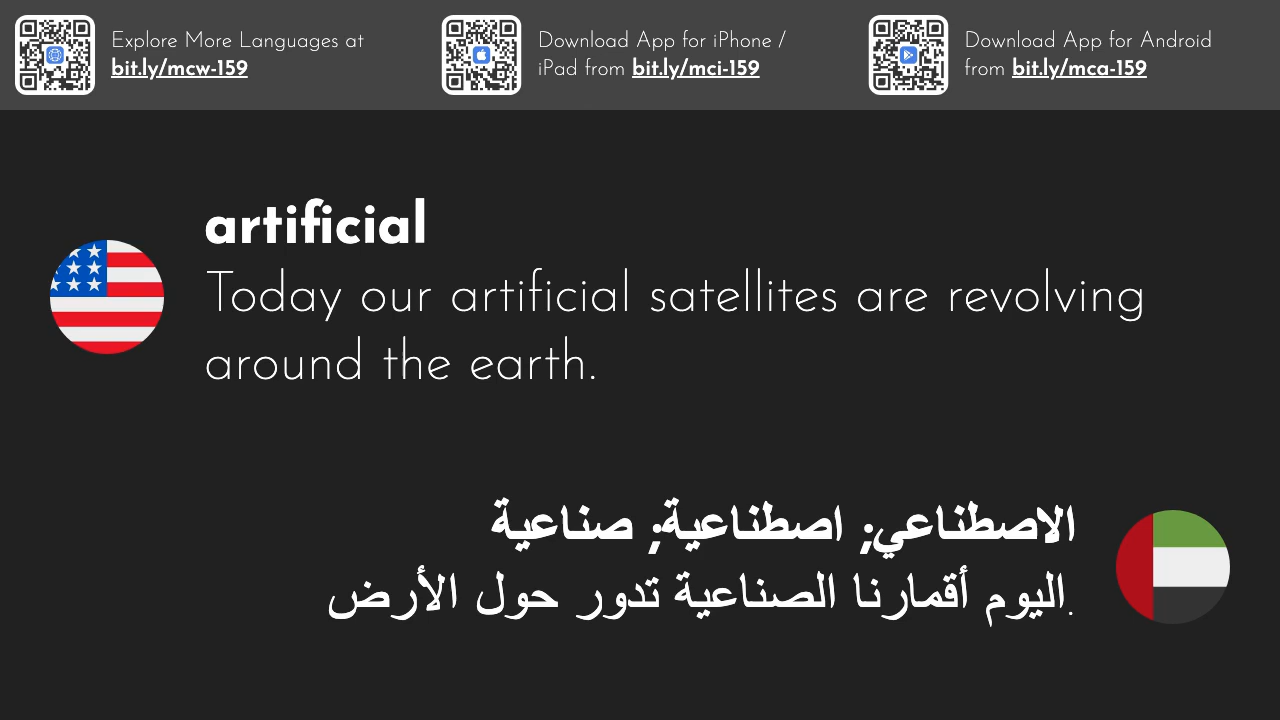 Explore More Languages at
bit.ly/mcw-159
Download App for iPhone /
iPad from bit.ly/mci-159
Download App for Android
from bit.ly/mca-159
artificial
Today our artificial satellites are revolving
around the earth.
الاصطناعي; اصطناعية; صناعية
اليوم أقمارنا الصناعية تدور حول الأرض.